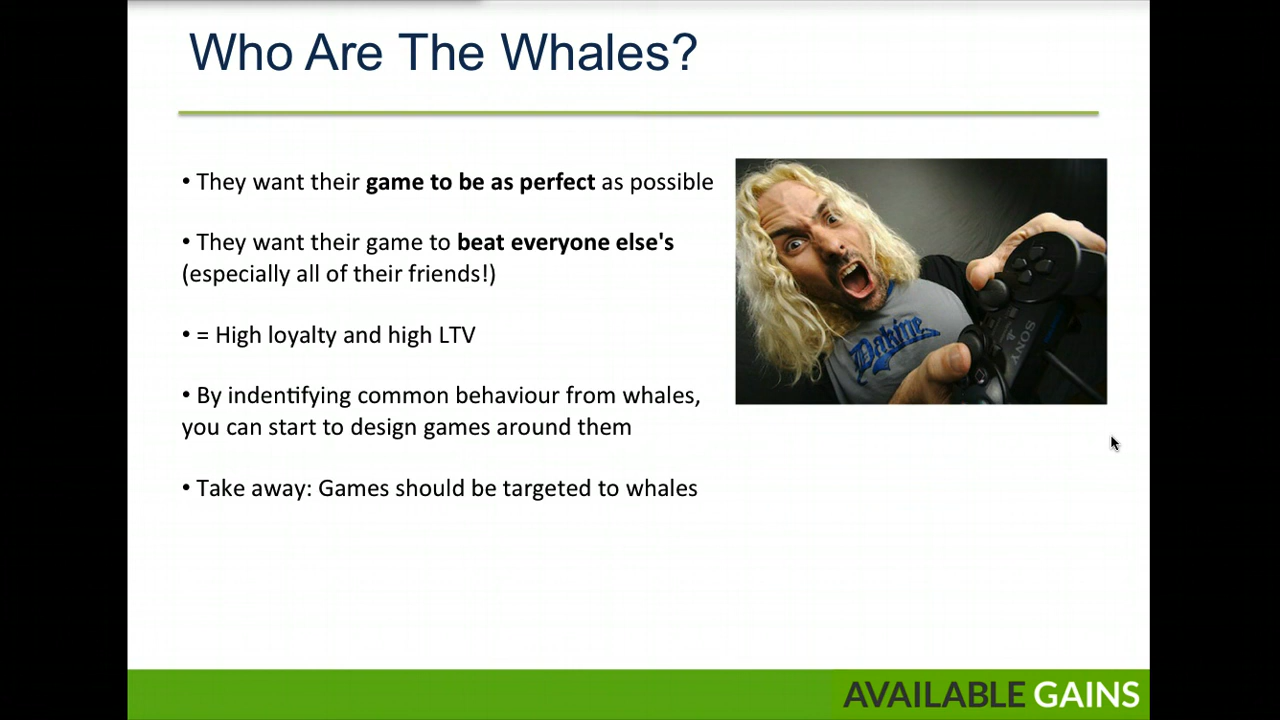 Who Are The Whales?
• They want their game to be as perfect as possible
• They want their game to beat everyone else's
(especially all of their friends!)
• = High loyalty and high LTV
• By indentifying common behaviour from whales,
you can start to design games around them
• Take away: Games should be targeted to whales
Dakine
SONY
AVAILABLE GAINS